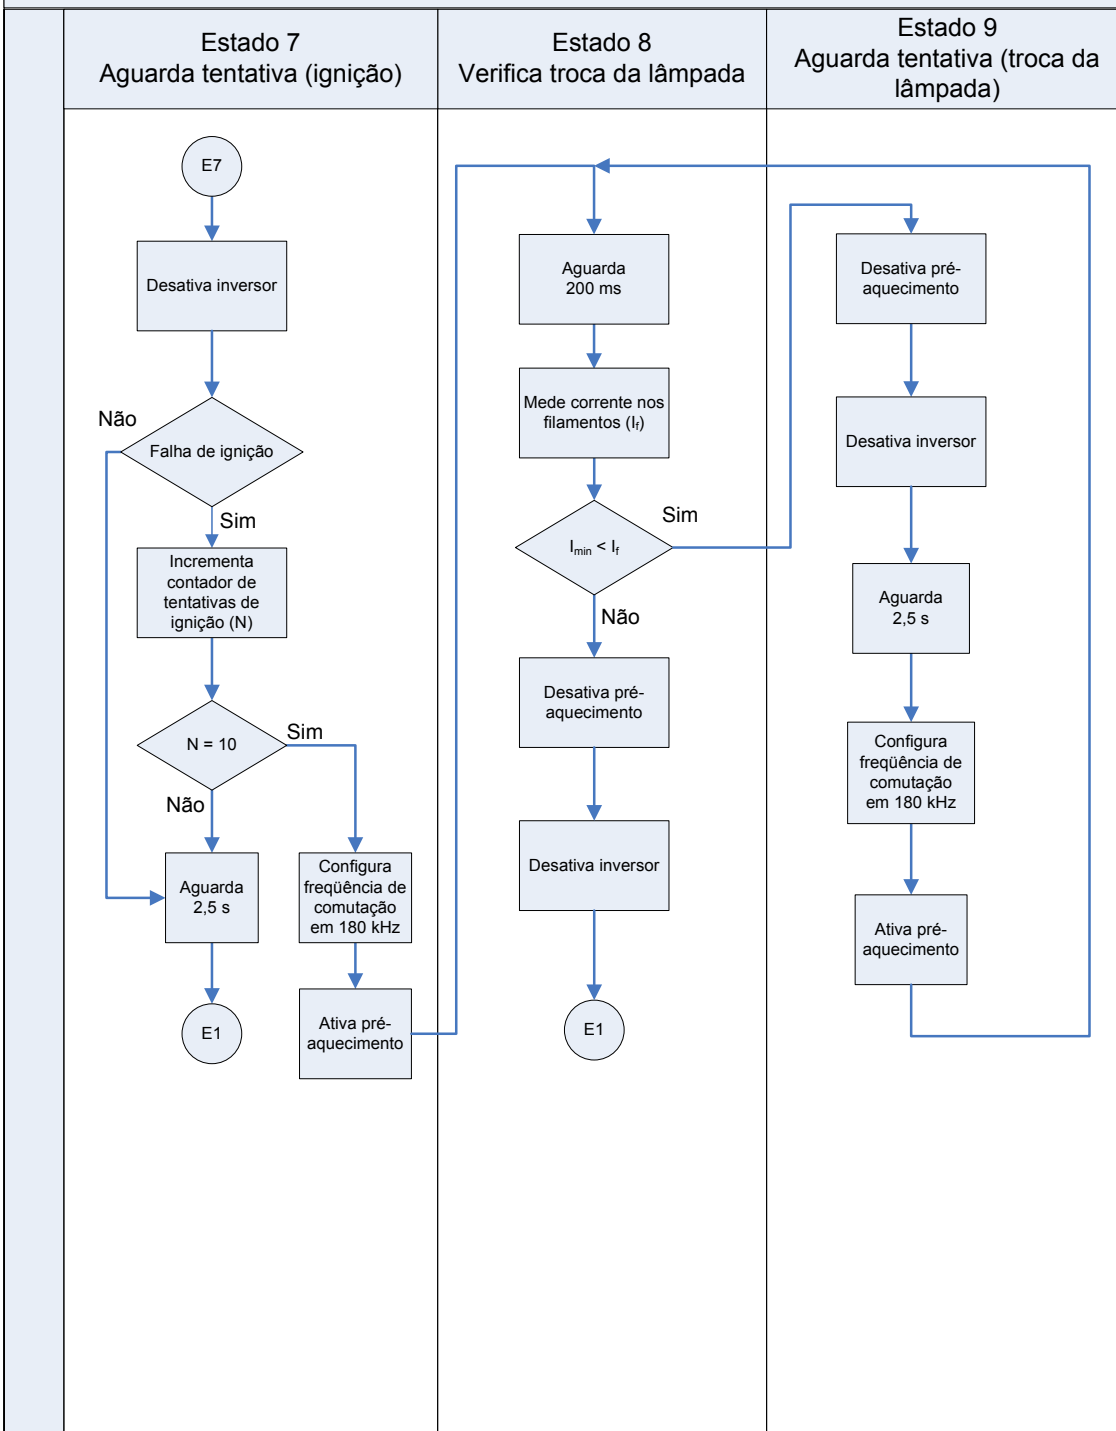 Estado 7
Aguarda tentativa (ignição)
Estado 8
Verifica troca da lâmpada
Estado 9
Aguarda tentativa (troca da
lâmpada)
E7
Desativa inversor
Não
Falha de ignição
Sim
Incrementa
contador de
tentativas de
ignição (N)
N = 10
Sim
Não
Aguarda
2,5 s
Configura
freqüência de
comutação
em 180 kHz
E1
Ativa pré-
aquecimento
Aguarda
200 ms
Mede corrente nos
filamentos (If)
Imin < If
Sim
Não
Desativa pré-
aquecimento
Desativa inversor
E1
Desativa pré-
aquecimento
Desativa inversor
Aguarda
2,5 s
Configura
freqüência de
comutação
em 180 kHz
Ativa pré-
aquecimento